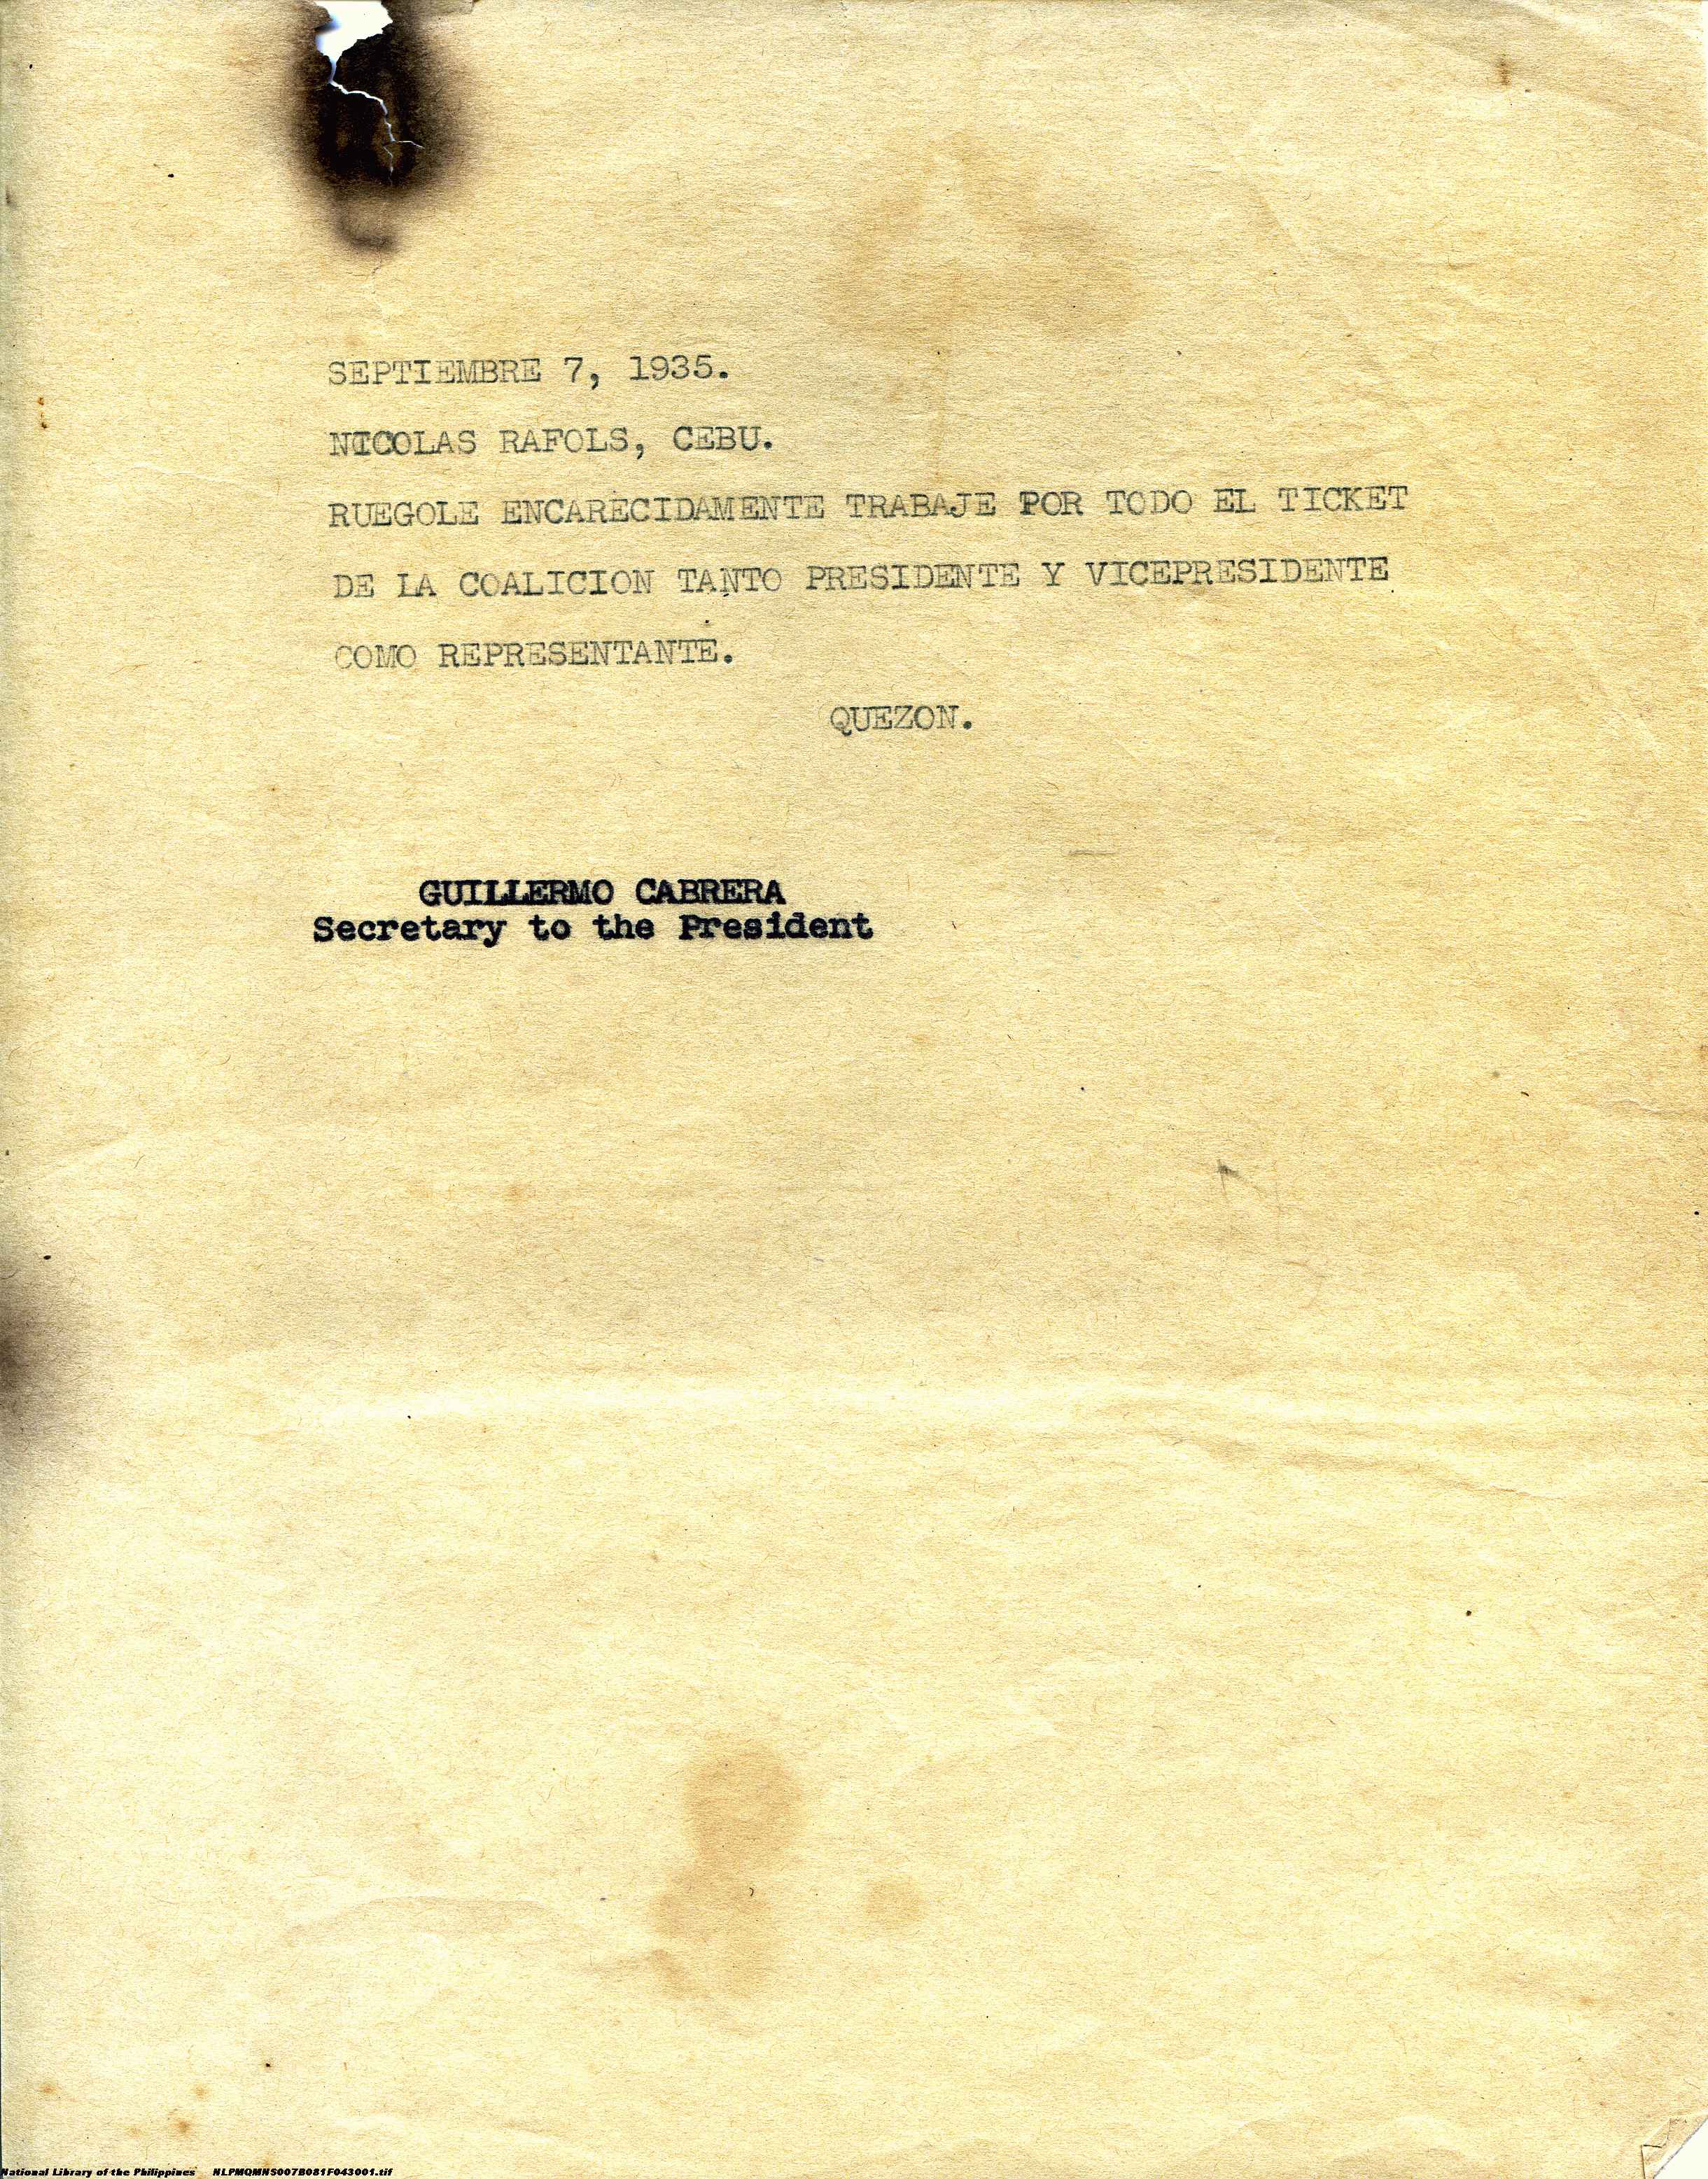 SEPTIEMBRE 7, 1935.
NICOLAS RAFOLS, CEBU.
RUEGOLE ENCARECIDAMENTE TRABAJE POR TODO EL TICKET
DE LA COALICION TANTO PRESIDENTE Y VICEPRESIDENTE
COMO REPRESENTANTE.
QUEZON.
GUILLERMO CABRERA
Secretary to the President
National Library of the Philippines NLPMQMNS007B081F043001.tif